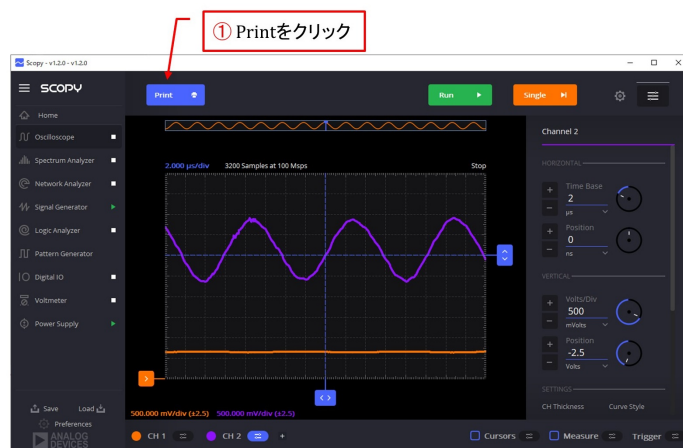 ① Printをクリック
Scopy - v1.2.0 - v1.2.0
SCOPY
Print
Run
Single
Home
Oscilloscope
Spectrum Analyzer
Network Analyzer
Signal Generator
Logic Analyzer
Pattern Generator
Digital IO
Voltmeter
Power Supply
Save
Load
Preferences
ANALOG
DEVICES
2.000 µs/div
3200 Samples at 100 Msps
Stop
500.000 mV/div (±2.5)
500.000 mV/div (±2.5)
CH 1
CH 2
+
Cursors
Measure
Trigger
Channel 2
HORIZONTAL
+
Time Base
2
−
µs
+
Position
0
−
ns
VERTICAL
+
Volts/Div
500
−
mVolts
+
Position
-2.5
−
Volts
SETTINGS
CH Thickness
Curve Style